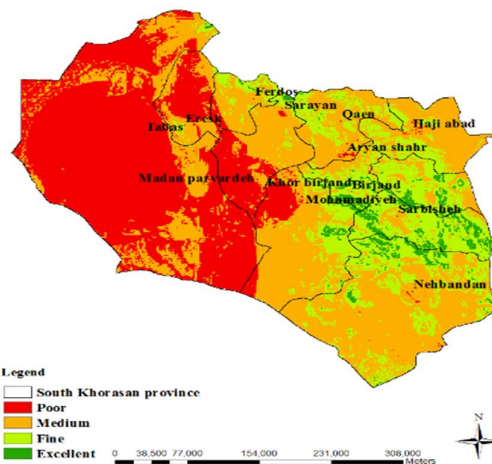 Ferdos
Sarayan
Eresk
Qaen
Haji abad
Tabas
Aryan shahr
Madan parvardeh
Khor birjand
Birjand
Mohamadiyeh
Sarbisheh
Nehbandan
Legend
South Khorasan province
Poor
Medium
Fine
Excellent
N
0 38,500 77,000 154,000 231,000 308,000
Meters